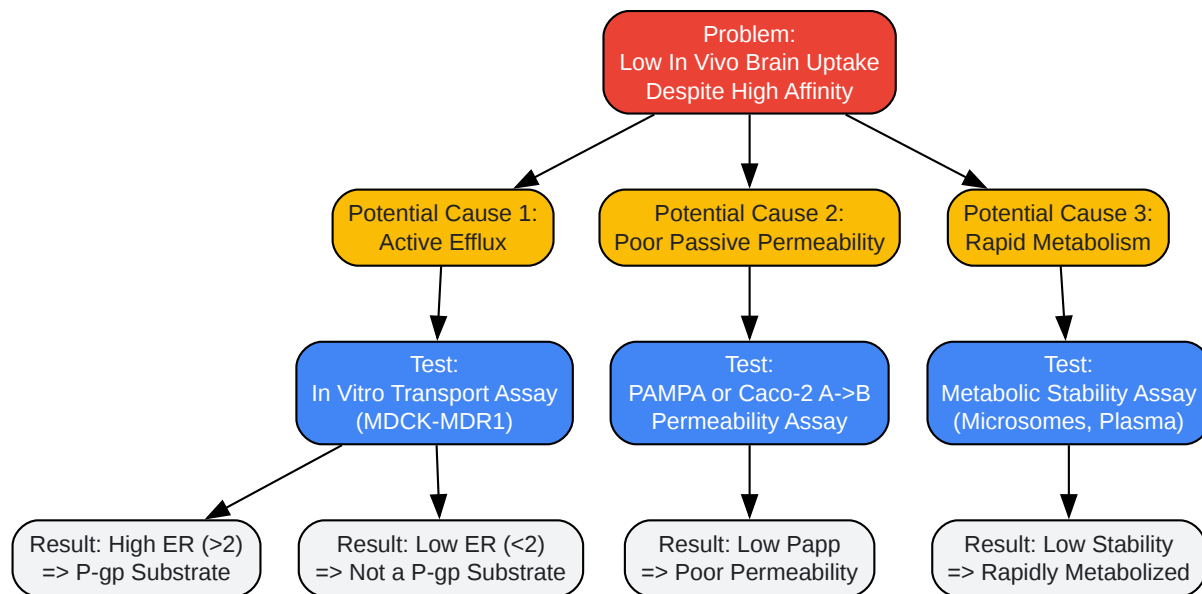 Problem:
Low In Vivo Brain Uptake
Despite High Affinity
Potential Cause 1:
Active Efflux
Potential Cause 2:
Poor Passive Permeability
Potential Cause 3:
Rapid Metabolism
Test:
In Vitro Transport Assay
(MDCK-MDR1)
Test:
PAMPA or Caco-2 A->B
Permeability Assay
Test:
Metabolic Stability Assay
(Microsomes, Plasma)
Result: High ER (>2)
=> P-gp Substrate
Result: Low ER (<2)
=> Not a P-gp Substrate
Result: Low Papp
=> Poor Permeability
Result: Low Stability
=> Rapidly Metabolized